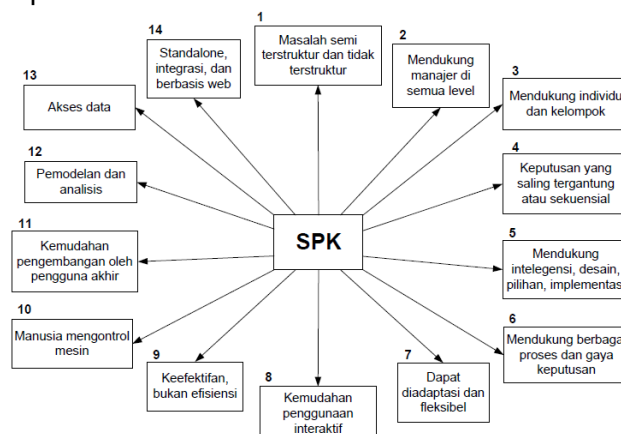 1
Masalah semi
terstruktur dan tidak
terstruktur
2
Mendukung
manajer di
semua level
3
Mendukung individu
dan kelompok
4
Keputusan yang
saling tergantung
atau sekuensial
5
Mendukung
intelegensi, desain,
pilihan, implementas
6
Mendukung berbaga
proses dan gaya
keputusan
7
Dapat
diadaptasi dan
fleksibel
8
Kemudahan
penggunaan
interaktif
9
Keefektifan,
bukan efisiensi
10
Manusia mengontrol
mesin
11
Kemudahan
pengembangan oleh
pengguna akhir
12
Pemodelan dan
analisis
13
Akses data
14
Standalone,
integrasi, dan
berbasis web
SPK